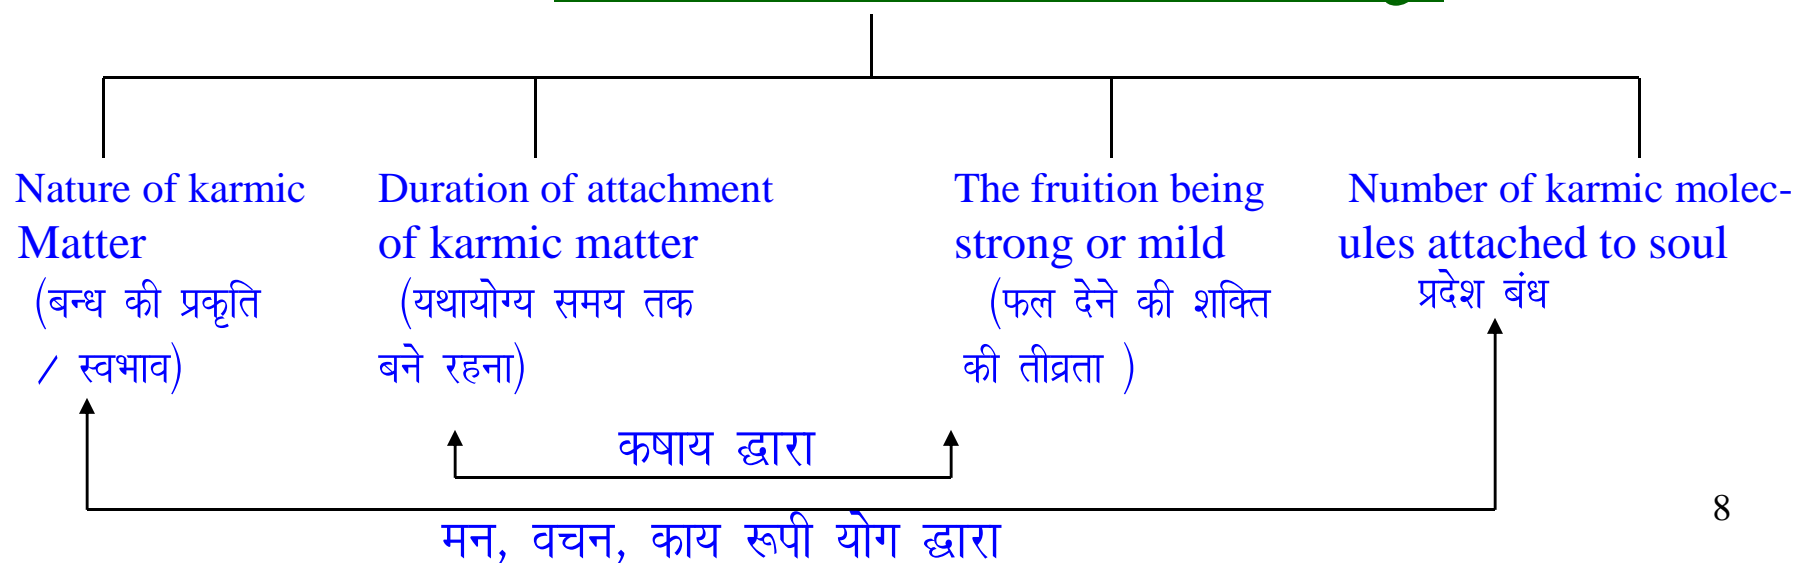 Nature of karmic
Matter
(बन्ध की प्रकृति
/ स्वभाव)
Duration of attachment
of karmic matter
(यथायोग्य समय तक
बने रहना)
The fruition being
strong or mild
(फल देने की शक्ति
की तीव्रता )
Number of karmic molec-
ules attached to soul
प्रदेश बंध
कषाय द्धारा
मन, वचन, काय रूपी योग द्धारा
8